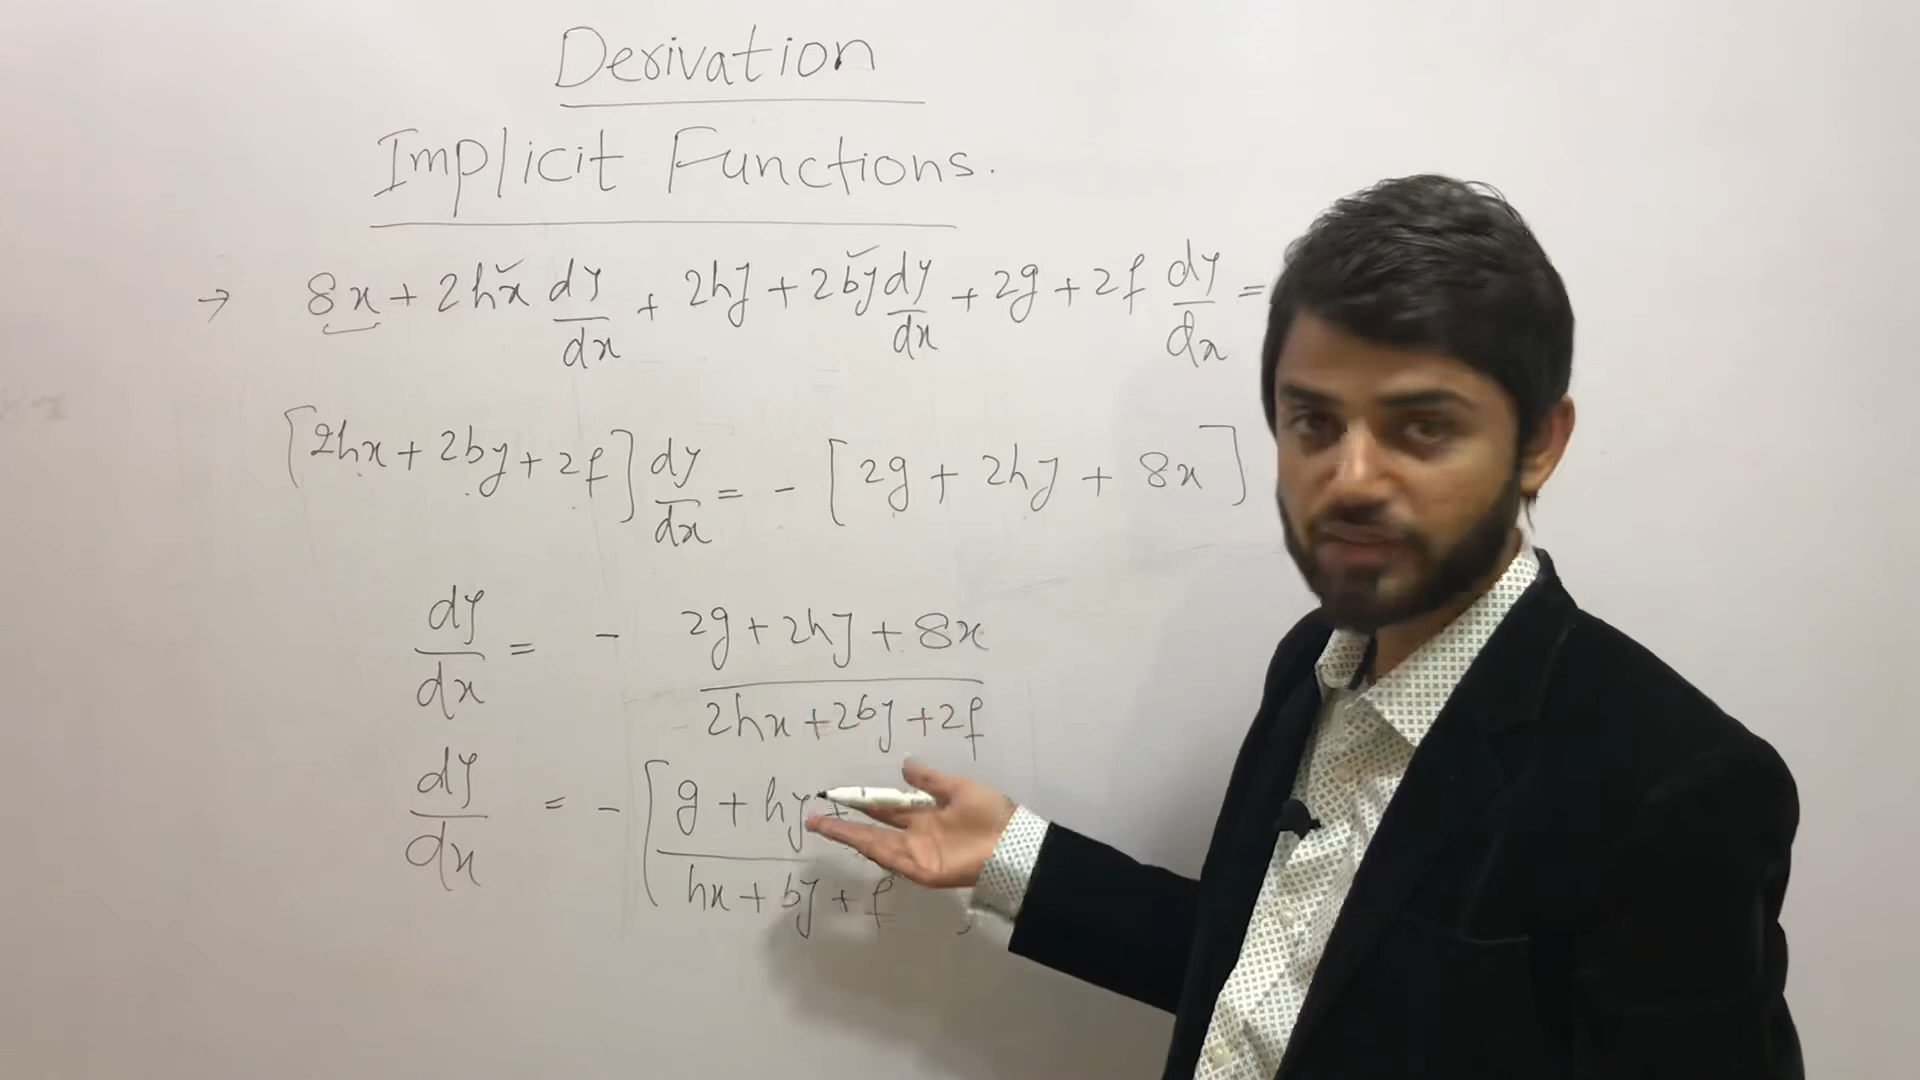 Derivation
Implicit Functions.
→ 8x + 2hx dy/dx + 2hy + 2by dy/dx + 2g + 2f dy/dx =
[2hx + 2by + 2f] dy/dx = - [2g + 2hy + 8x]
dy/dx = - (2g + 2hy + 8x)/(2hx + 2by + 2f)
dy/dx = - [(g + hy +)/(hx + by + f)